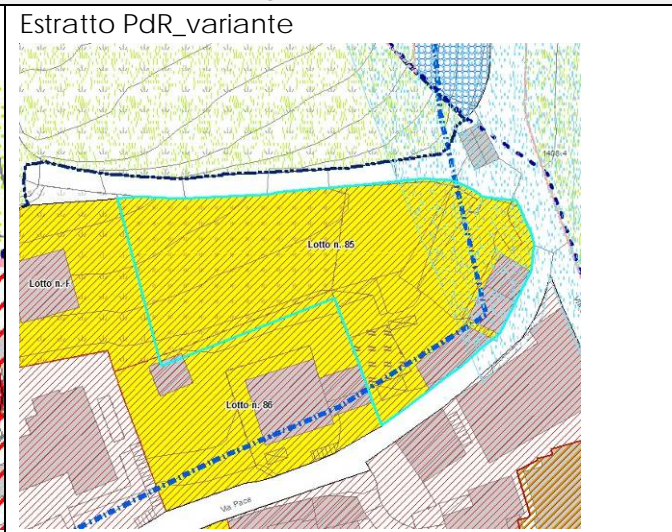 Estratto PdR_variante
Lotto n. 85
Lotto n. F
Lotto n. 86
Via Pace